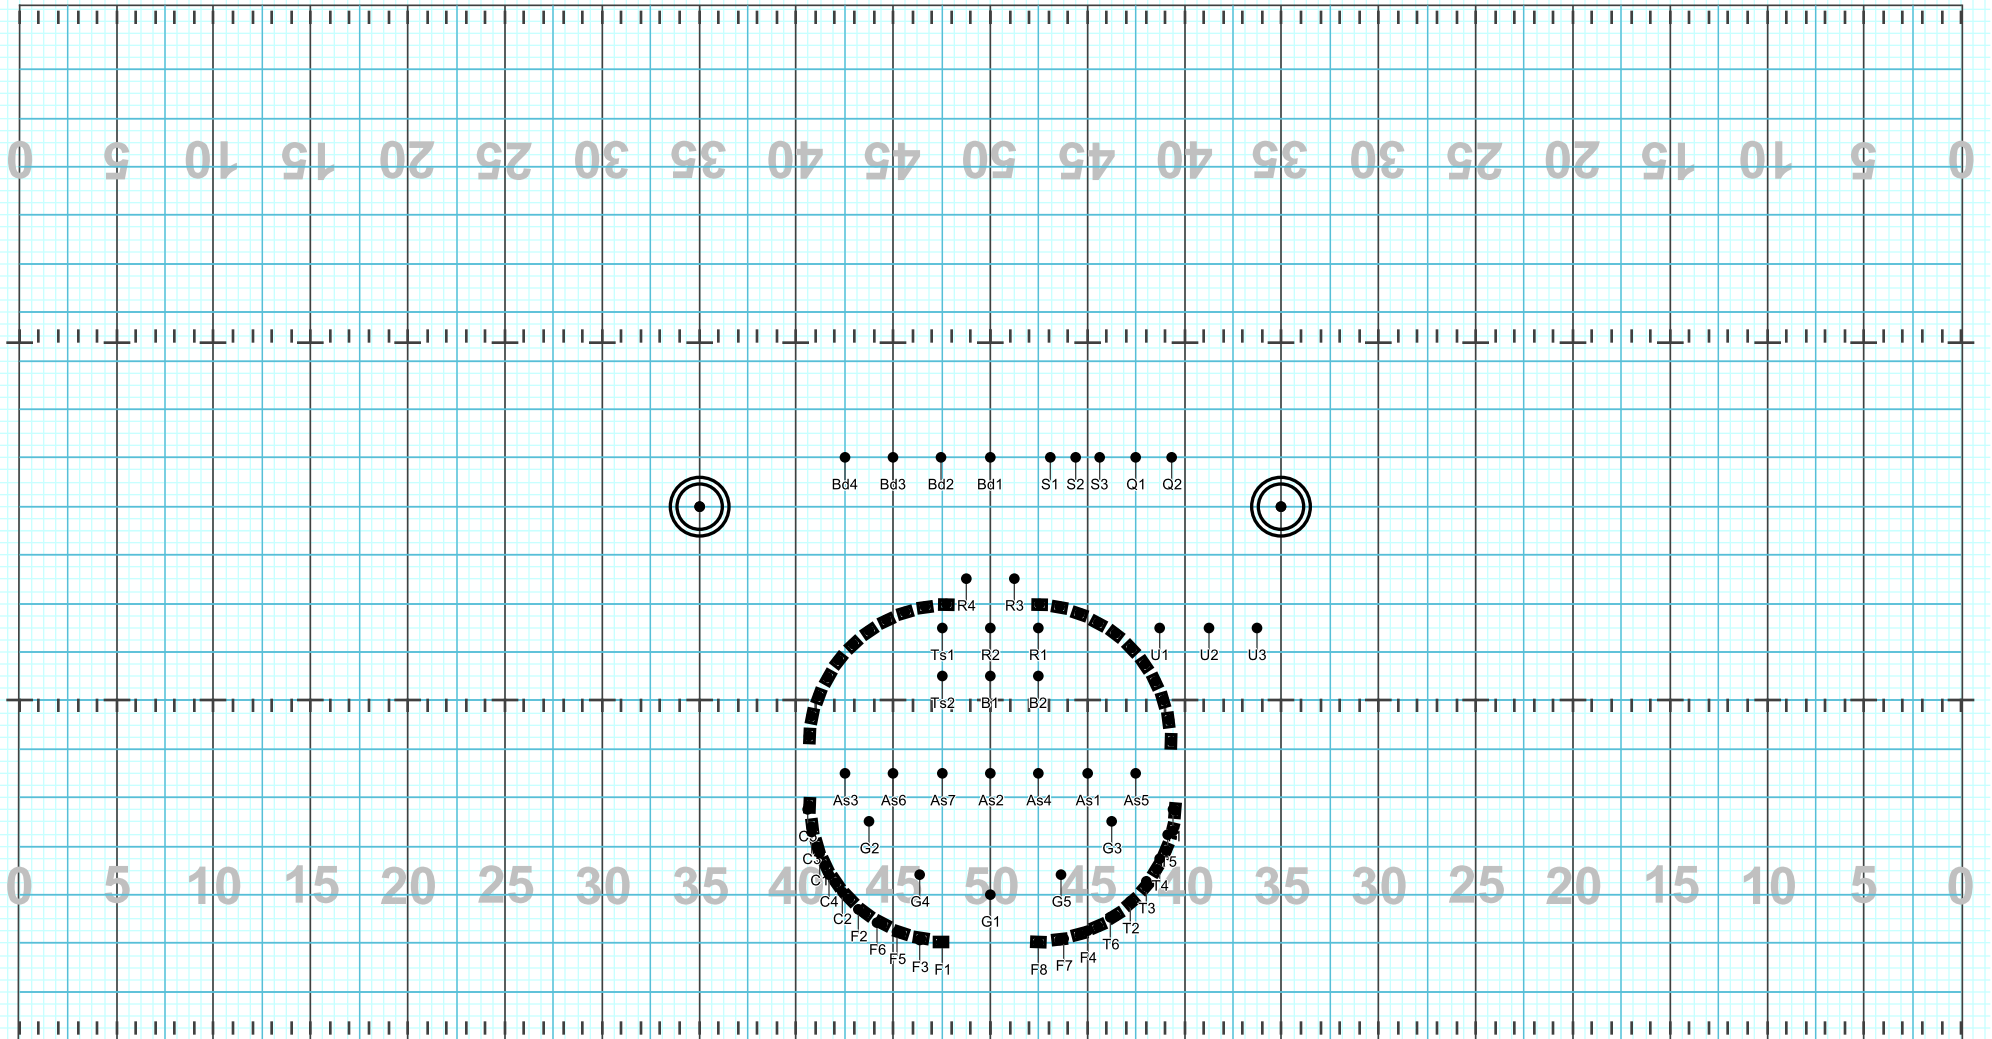 0 5 10 15 20 25 30 35 40 45 50 45 40 35 30 25 20 15 10 5 0
Bd4 Bd3 Bd2 Bd1 S1 S2 S3 Q1 Q2
R4 R3
Ts1 R2 R1 U1 U2 U3
Ts2 B1 B2
As3 As6 As7 As2 As4 As1 As5
G2 G3
C3 T5
C1 T4
0 5 10 15 20 25 30 35 40 45 50 45 40 35 30 25 20 15 10 5 0
C4 G4 G5 T3
C2 G1 T2
F2 T6
F6 F4
F5 F7
F3 F1 F8